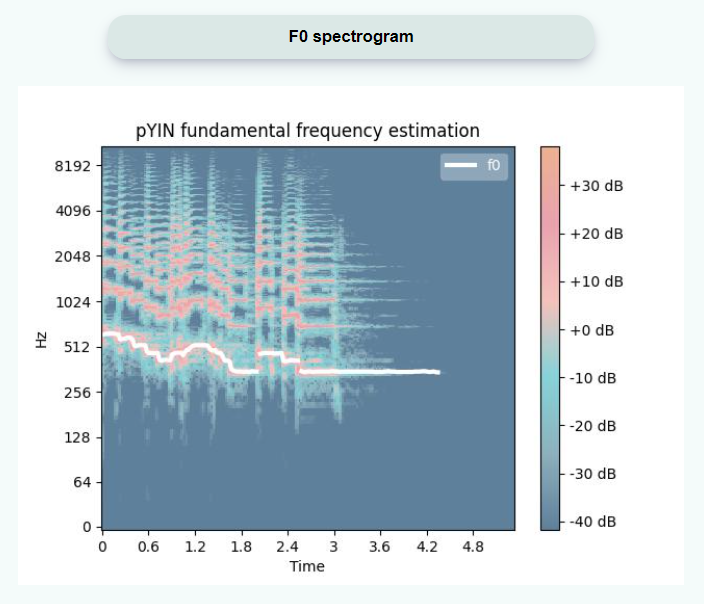 F0 spectrogram
pYIN fundamental frequency estimation
f0
8192
4096
2048
1024
512
256
128
64
0
Hz
0 0.6 1.2 1.8 2.4 3 3.6 4.2 4.8
Time
+30 dB
+20 dB
+10 dB
+0 dB
-10 dB
-20 dB
-30 dB
-40 dB